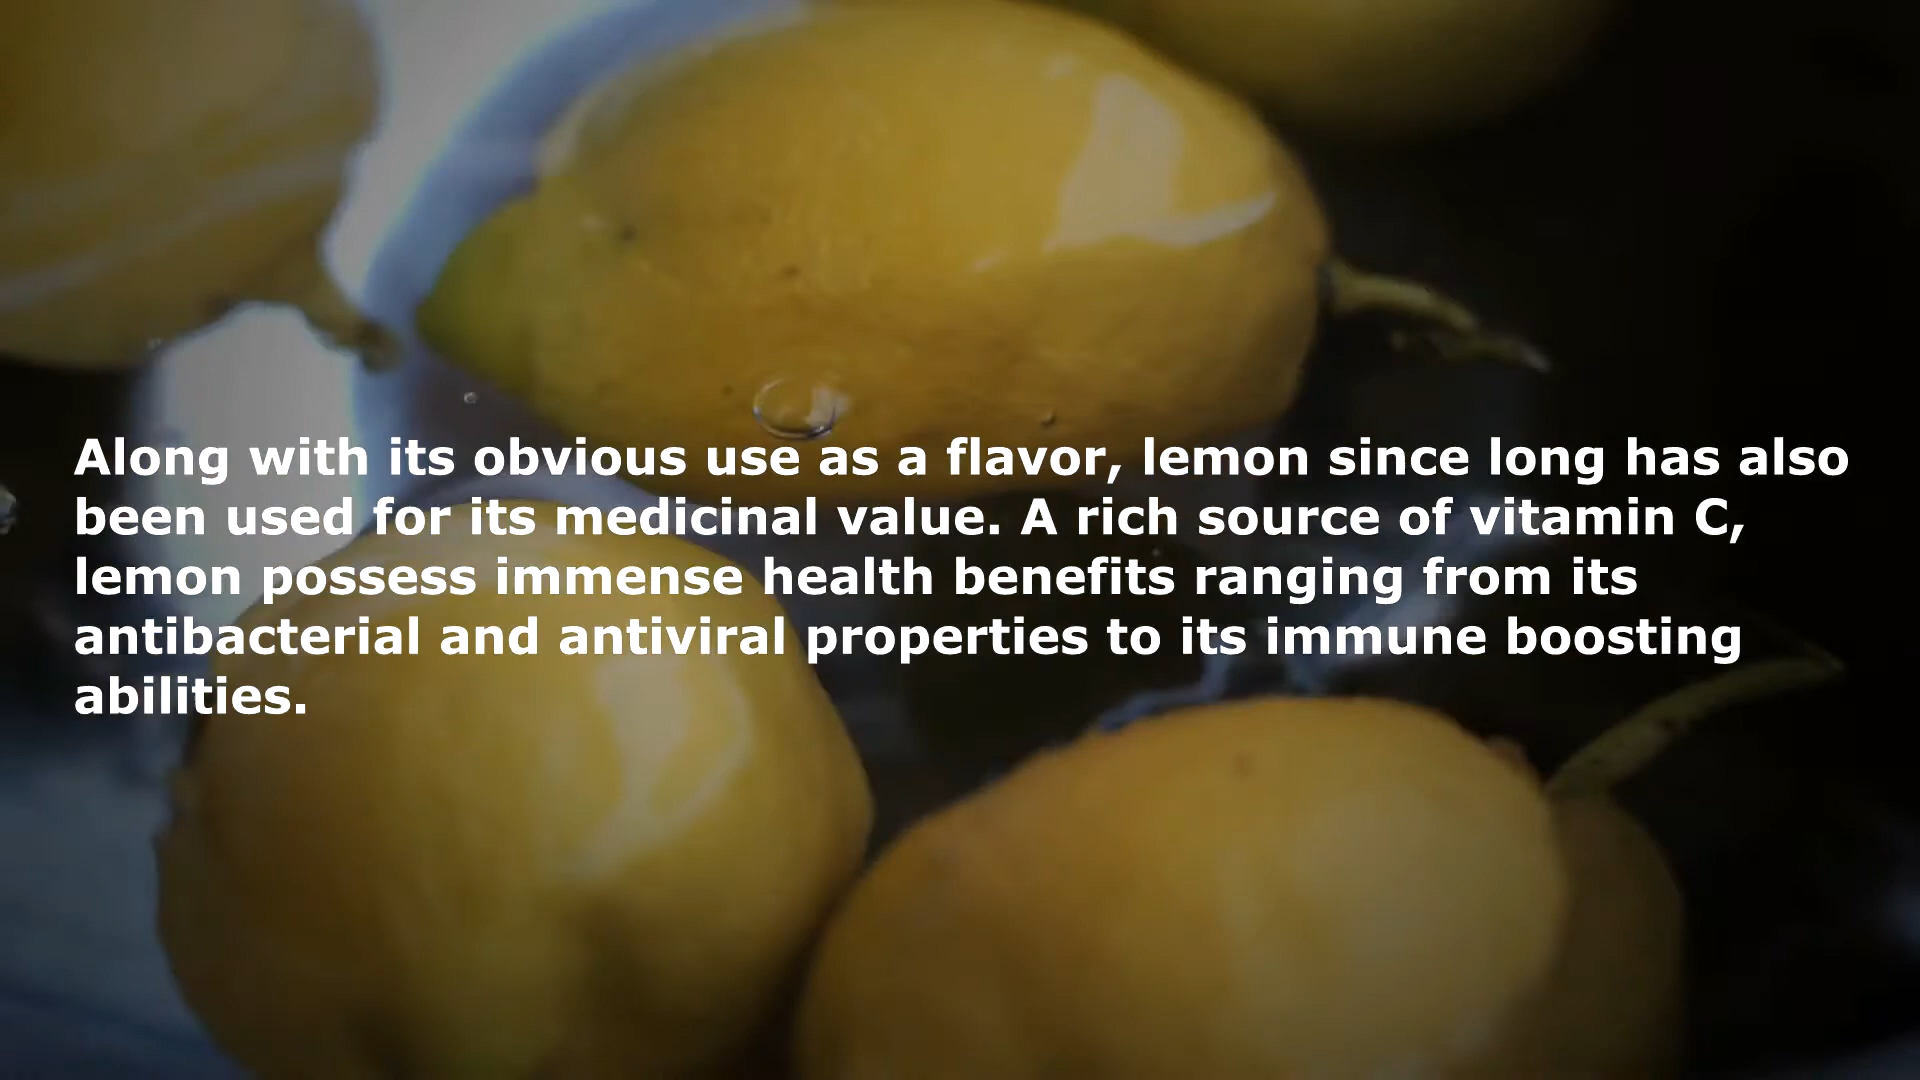 Along with its obvious use as a flavor, lemon since long has also
been used for its medicinal value. A rich source of vitamin C,
lemon possess immense health benefits ranging from its
antibacterial and antiviral properties to its immune boosting
abilities.